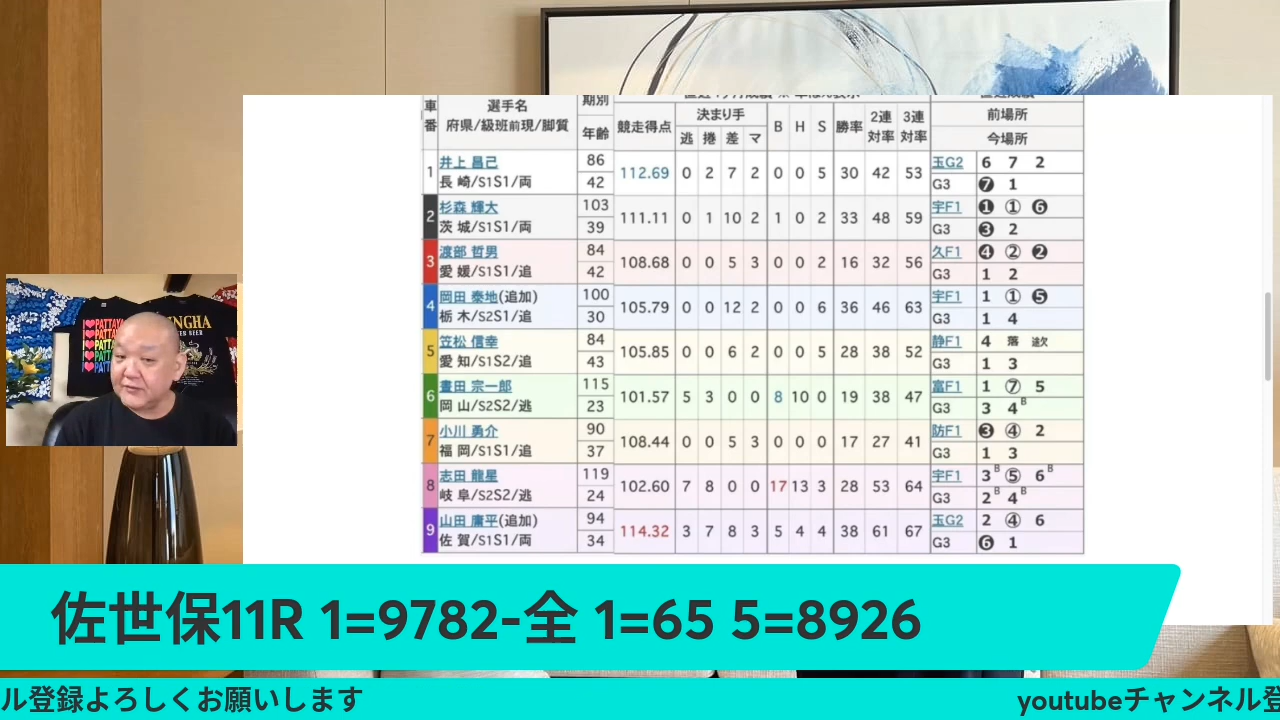 車番 選手名 府県/級班前現/脚質 期別 年齢 競走得点 決まり手 逃 捲 差 マ B H S 勝率 2連対率 3連対率 前場所 今場所
1 井上 昌己 86 112.69 0 2 7 2 0 0 5 30 42 53 玉G2 6 7 2
長 崎/S1S1/両 42 G3 ❼ 1
2 杉森 輝大 103 111.11 0 1 10 2 1 0 2 33 48 59 宇F1 ❶ ① ❻
茨 城/S1S1/両 39 G3 ❸ 2
3 渡部 哲男 84 108.68 0 0 5 3 0 0 2 16 32 56 久F1 ❹ ② ❷
愛 媛/S1S1/追 42 G3 1 2
4 岡田 泰地(追加) 100 105.79 0 0 12 2 0 0 6 36 46 63 宇F1 1 ① ❺
栃 木/S2S1/追 30 G3 1 4
5 笠松 信幸 84 105.85 0 0 6 2 0 0 5 23 38 52 静F1 4 落 欠
愛 知/S1S2/追 43 G3 1 3
6 晝田 宗一郎 115 101.57 5 3 0 0 8 10 0 19 38 47 富F1 1 ⑦ 5
岡 山/S2S2/逃 23 G3 3 4B
7 小川 勇介 90 108.44 0 0 5 3 0 0 0 17 27 41 防F1 ❸ ④ 2
福 岡/S1S1/追 37 G3 1 3
8 志田 龍星 119 102.60 7 8 0 0 17 13 3 28 53 64 宇F1 3B ⑤ 6B
岐 阜/S2S2/逃 24 G3 2B 4B
9 山田 庸平(追加) 94 114.32 3 7 8 3 5 4 4 38 61 67 玉G2 2 ④ 6
佐 賀/S1S1/両 34 G3 ❻ 1
I❤PATTAYA
SINGHA
佐世保11R 1=9782-全 1=65 5=8926
ル登録よろしくお願いします youtubeチャンネル登